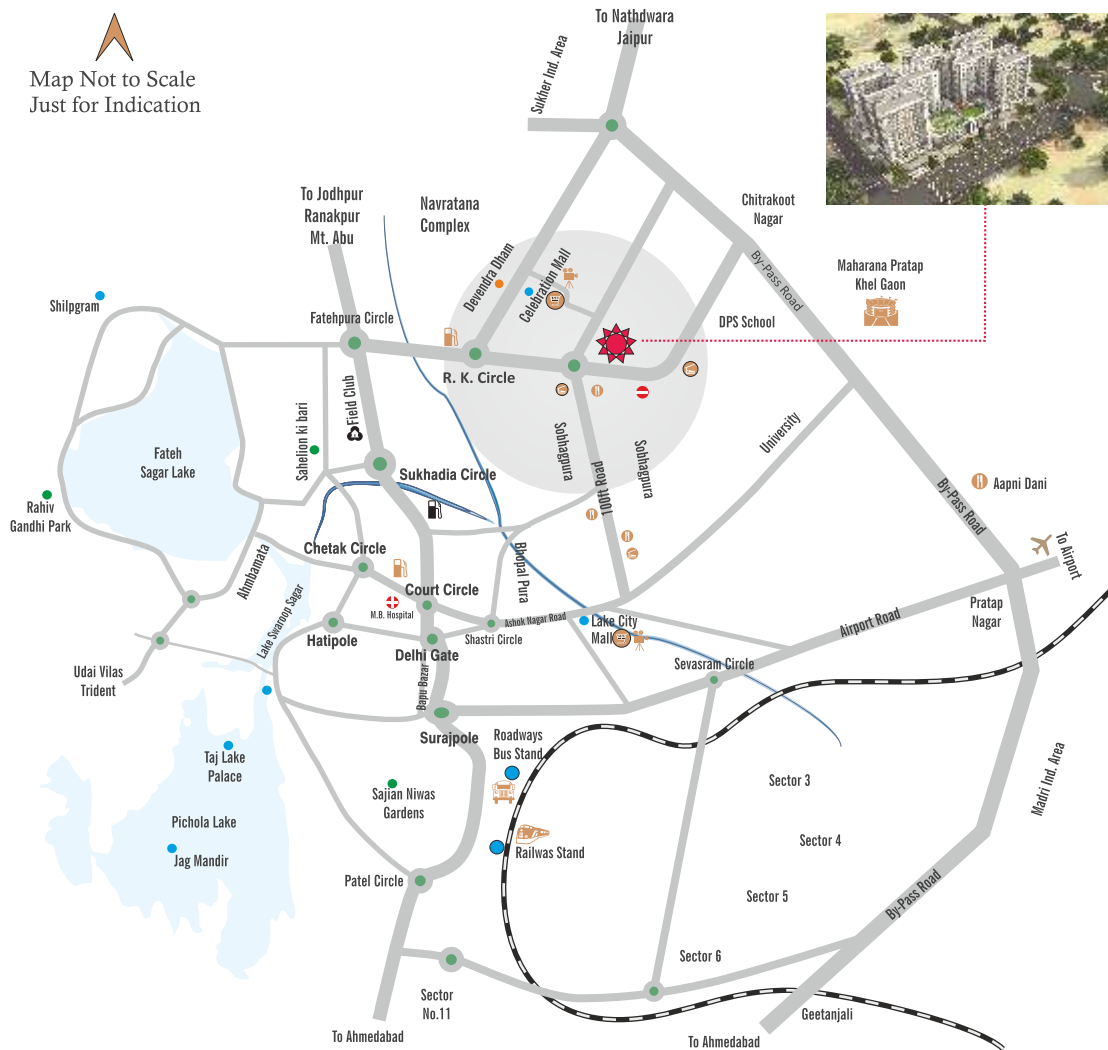 Map Not to Scale
Just for Indication
To Nathdwara
Jaipur
Sukher Ind. Area
To Jodhpur
Ranakpur
Mt. Abu
Navratana
Complex
Chitrakoot
Nagar
By-Pass Road
Maharana Pratap
Khel Gaon
Devendra Dham
Celebration Mall
Shilpgram
Fatehpura Circle
DPS School
R. K. Circle
Field Club
Sahelion ki bari
Sobhagpura
100ft Road
Sobhagpura
University
Fateh
Sagar Lake
Sukhadia Circle
Aapni Dani
By-Pass Road
Rahiv
Gandhi Park
To Airport
Chetak Circle
Ahmbamata
Bhopal Pura
Court Circle
M.B. Hospital
Lake Swaroop Sagar
Hatipole
Ashok Nagar Road
Shastri Circle
Lake City
Mall
Airport Road
Pratap
Nagar
Delhi Gate
Sevasram Circle
Udai Vilas
Trident
Bapu Bazar
Surajpole
Roadways
Bus Stand
Taj Lake
Palace
Sajian Niwas
Gardens
Sector 3
Madri Ind. Area
Pichola Lake
Jag Mandir
Railwas Stand
Sector 4
Patel Circle
Sector 5
By-Pass Road
Sector 6
Sector
No.11
Geetanjali
To Ahmedabad
To Ahmedabad